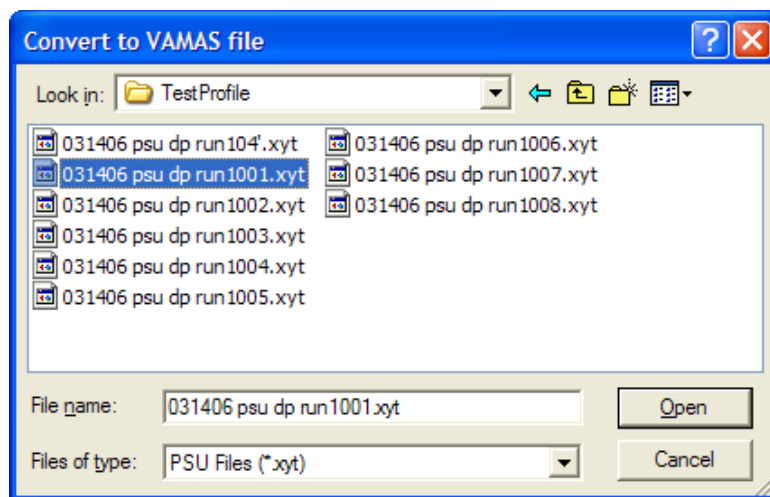 Convert to VAMAS file
Look in: TestProfile
031406 psu dp run104'.xyt
031406 psu dp run1001.xyt
031406 psu dp run1002.xyt
031406 psu dp run1003.xyt
031406 psu dp run1004.xyt
031406 psu dp run1005.xyt
031406 psu dp run1006.xyt
031406 psu dp run1007.xyt
031406 psu dp run1008.xyt
File name: 031406 psu dp run1001.xyt
Open
Files of type: PSU Files (*.xyt)
Cancel